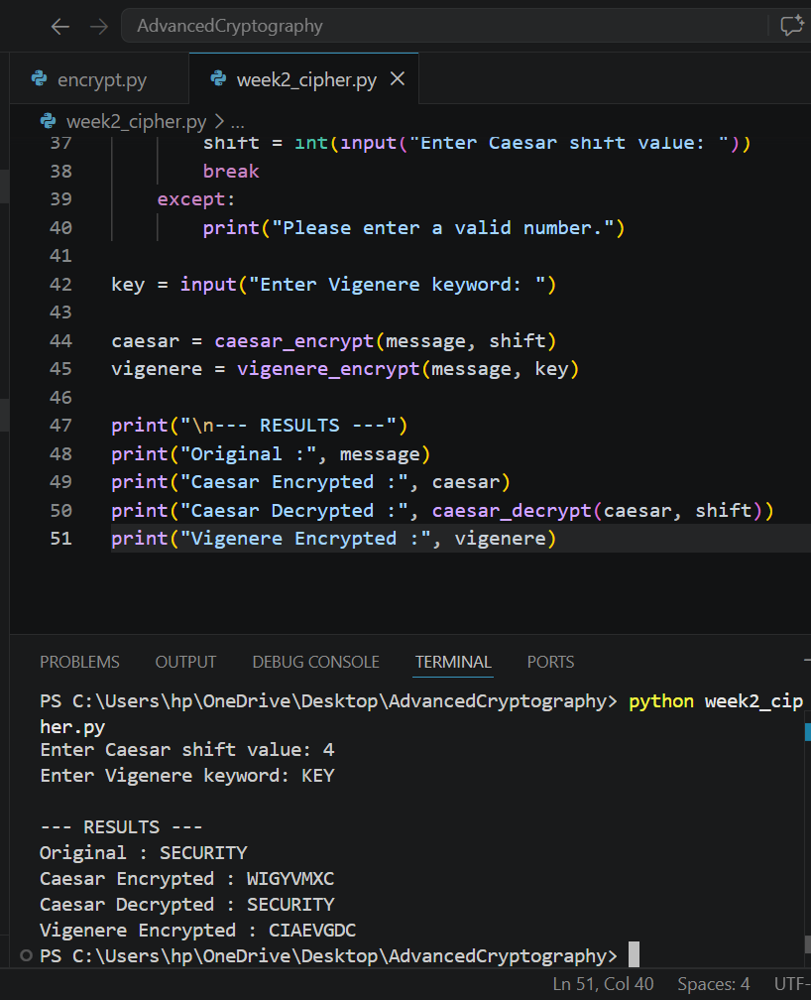 AdvancedCryptography
encrypt.py
week2_cipher.py
week2_cipher.py > ...
37 shift = int(input("Enter Caesar shift value: "))
38 break
39 except:
40 print("Please enter a valid number.")
41
42 key = input("Enter Vigenere keyword: ")
43
44 caesar = caesar_encrypt(message, shift)
45 vigenere = vigenere_encrypt(message, key)
46
47 print("\n--- RESULTS ---")
48 print("Original :", message)
49 print("Caesar Encrypted :", caesar)
50 print("Caesar Decrypted :", caesar_decrypt(caesar, shift))
51 print("Vigenere Encrypted :", vigenere)
PROBLEMS OUTPUT DEBUG CONSOLE TERMINAL PORTS
PS C:\Users\hp\OneDrive\Desktop\AdvancedCryptography> python week2_cip
her.py
Enter Caesar shift value: 4
Enter Vigenere keyword: KEY
--- RESULTS ---
Original : SECURITY
Caesar Encrypted : WIGYVMXC
Caesar Decrypted : SECURITY
Vigenere Encrypted : CIAEVGDC
PS C:\Users\hp\OneDrive\Desktop\AdvancedCryptography>
Ln 51, Col 40 Spaces: 4 UTF-